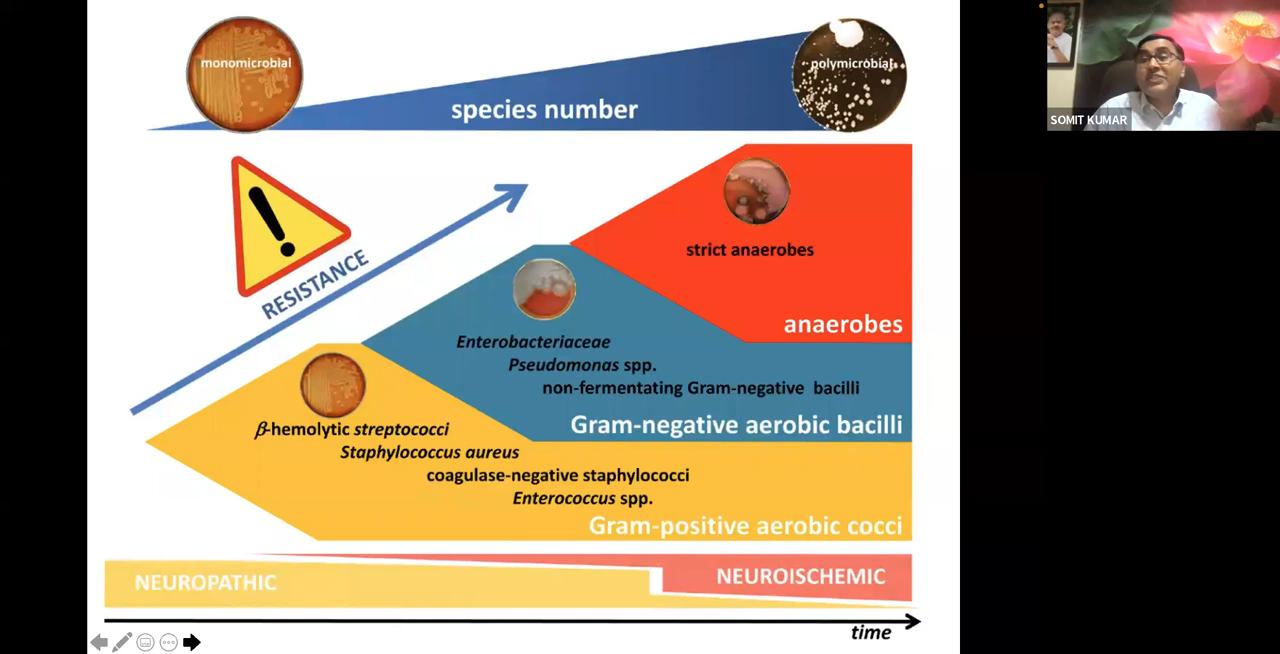 monomicrobial
polymicrobial
species number
SOMIT KUMAR
RESISTANCE
strict anaerobes
anaerobes
Enterobacteriaceae
Pseudomonas spp.
non-fermentating Gram-negative bacilli
Gram-negative aerobic bacilli
β-hemolytic streptococci
Staphylococcus aureus
coagulase-negative staphylococci
Enterococcus spp.
Gram-positive aerobic cocci
NEUROPATHIC
NEUROISCHEMIC
time